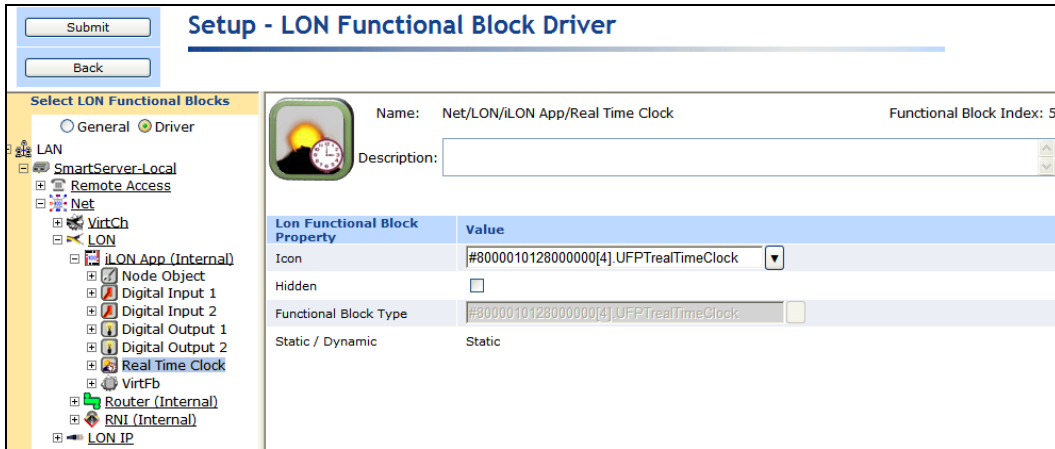 Submit
Back
Setup - LON Functional Block Driver
Select LON Functional Blocks
General Driver
LAN
SmartServer-Local
Remote Access
Net
VirtCh
LON
iLON App (Internal)
Node Object
Digital Input 1
Digital Input 2
Digital Output 1
Digital Output 2
Real Time Clock
VirtFb
Router (Internal)
RNI (Internal)
LON IP
Name: Net/LON/iLON App/Real Time Clock Functional Block Index: 5
Description:
Lon Functional Block Property Value
Icon #8000010128000000[4].UFPTrealTimeClock
Hidden
Functional Block Type #8000010128000000[4].UFPTrealTimeClock
Static / Dynamic Static